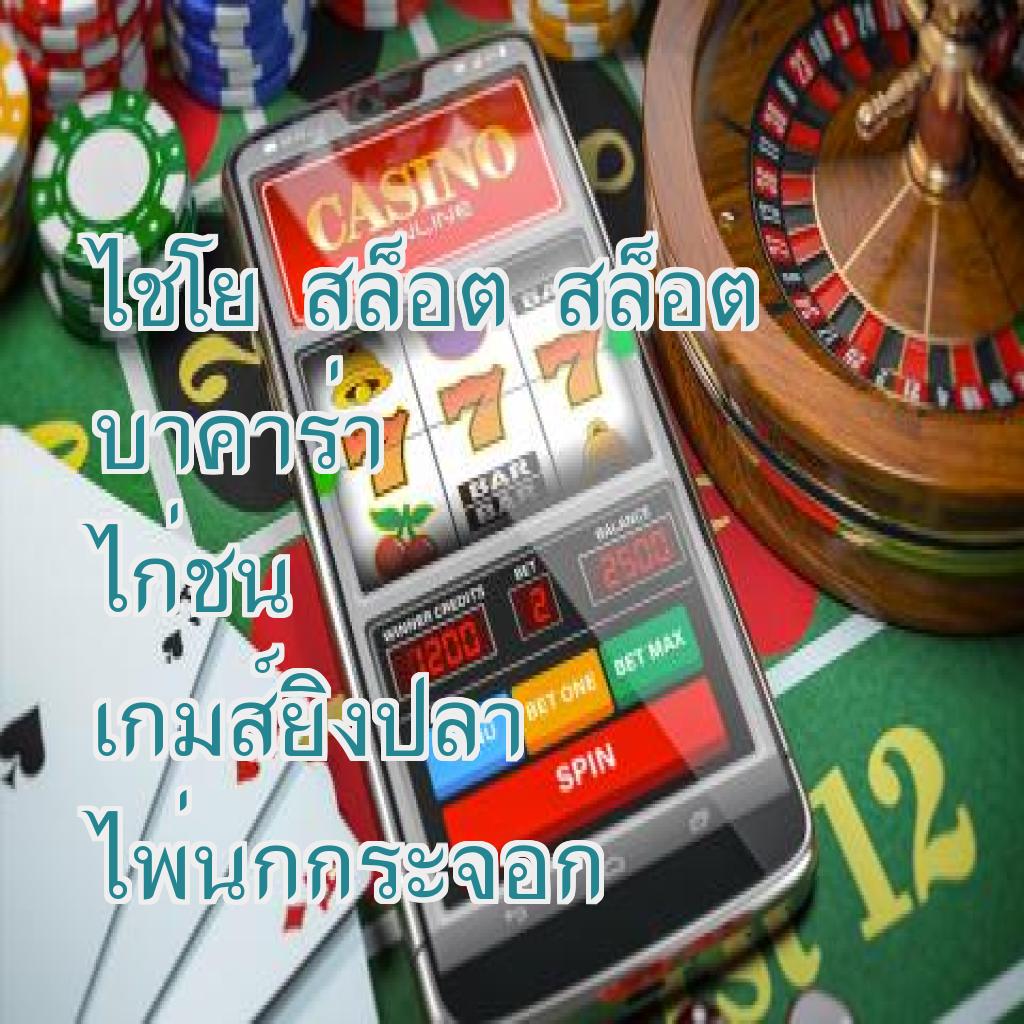 CASINO
ONLINE
ไชโย สล็อต สล็อต
บาคาร่า
ไก่ชน
เกมส์ยิงปลา
ไพ่นกกระจอก
BAR
BALANCE
2500
WINNER CREDITS
BET
1200
2
BET ONE
BET MAX
SPIN
st 12